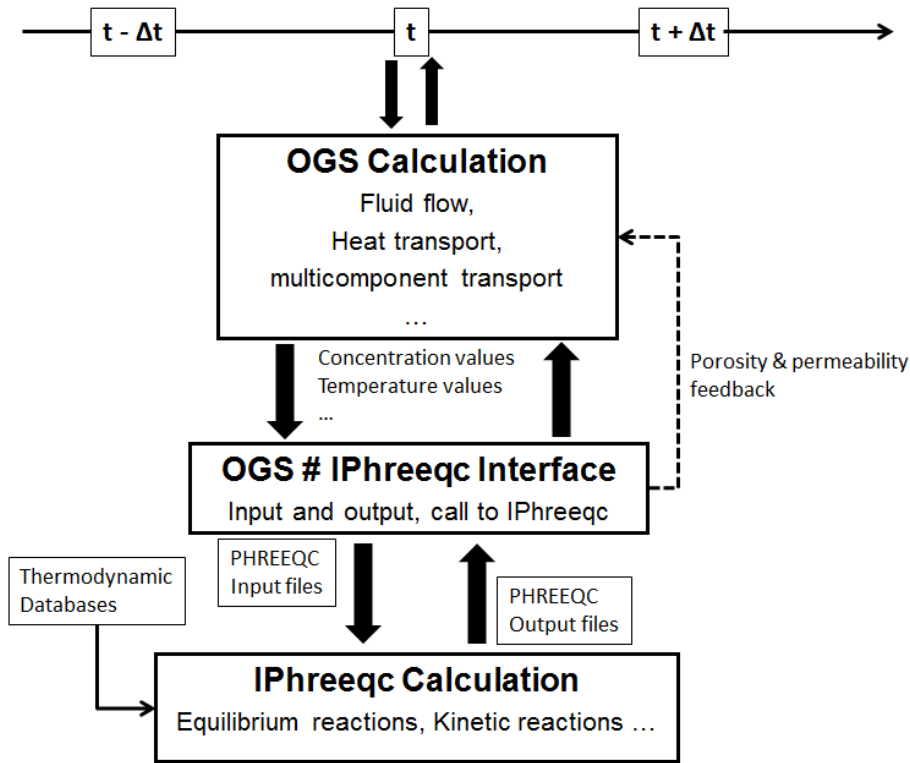 t - Δt
t
t + Δt
OGS Calculation
Fluid flow,
Heat transport,
multicomponent transport
…
Concentration values
Temperature values
...
Porosity & permeability
feedback
OGS # IPhreeqc Interface
Input and output, call to IPhreeqc
PHREEQC
Input files
Thermodynamic
Databases
PHREEQC
Output files
IPhreeqc Calculation
Equilibrium reactions, Kinetic reactions …